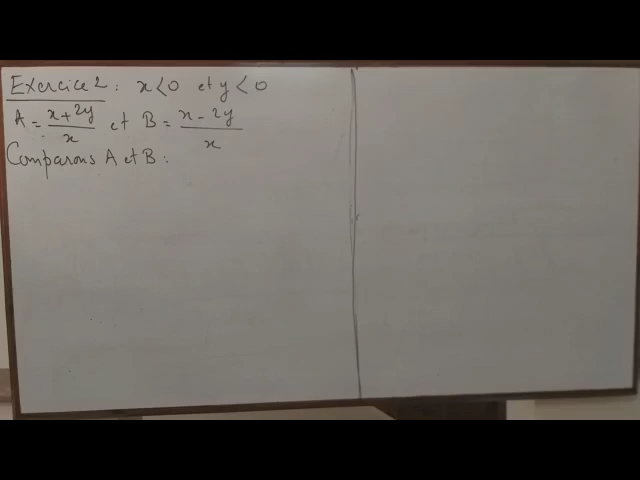 Exercice 2 : x < 0 et y < 0
A = (x + 2y)/x et B = (x - 2y)/x
Comparons A et B :